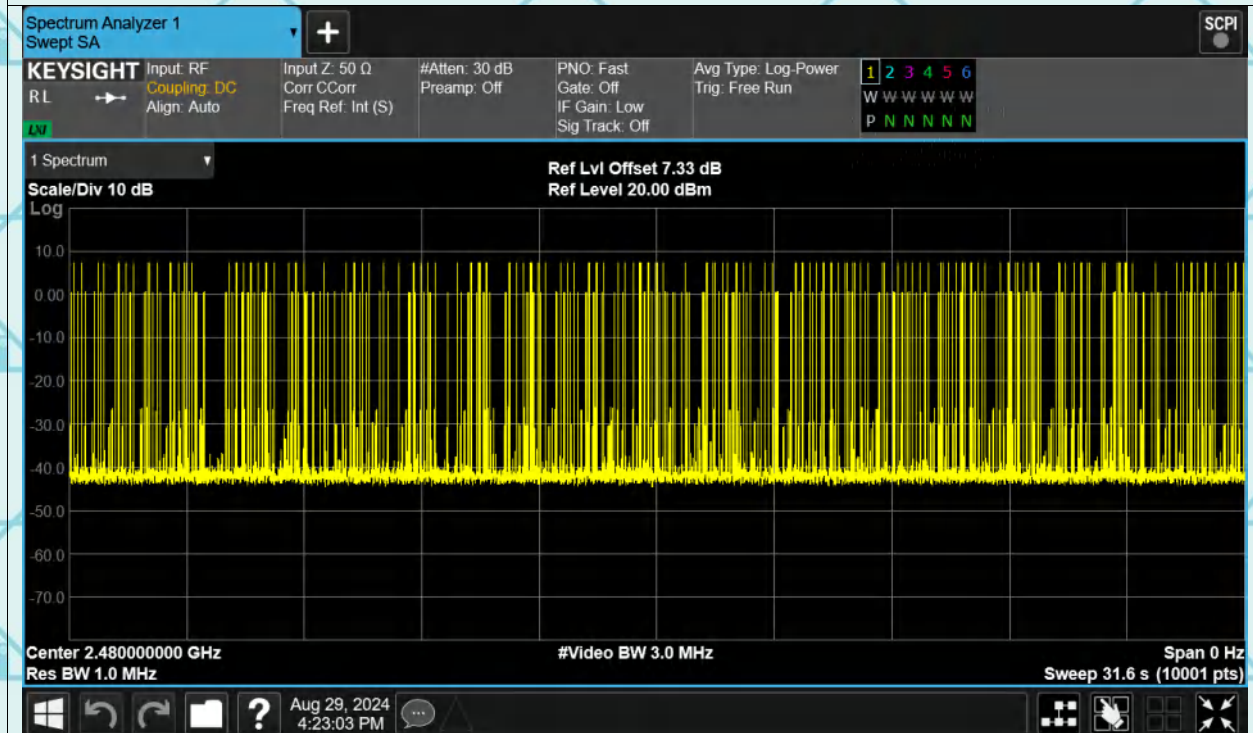 Spectrum Analyzer 1
Swept SA
+
SCPI
KEYSIGHT
RL
LXI
Input: RF
Coupling: DC
Align: Auto
Input Z: 50 Ω
Corr CCorr
Freq Ref: Int (S)
#Atten: 30 dB
Preamp: Off
PNO: Fast
Gate: Off
IF Gain: Low
Sig Track: Off
Avg Type: Log-Power
Trig: Free Run
1 2 3 4 5 6
W W W W W W
P N N N N N
1 Spectrum
Scale/Div 10 dB
Ref Lvl Offset 7.33 dB
Ref Level 20.00 dBm
Log
10.0
0.00
-10.0
-20.0
-30.0
-40.0
-50.0
-60.0
-70.0
Center 2.480000000 GHz
#Video BW 3.0 MHz
Span 0 Hz
Res BW 1.0 MHz
Sweep 31.6 s (10001 pts)
?
Aug 29, 2024
4:23:03 PM